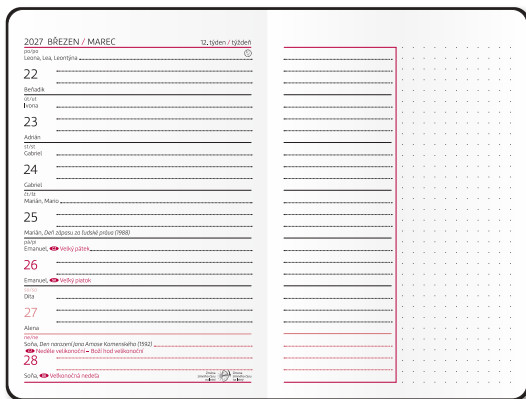 2027 BŘEZEN / MAREC
12. týden / týždeň
po/po
Leona, Lea, Leontýna
22
Beňadik
út/ut
Ivona
23
Adrián
st/st
Gabriel
24
Gabriel
čt/št
Marián, Mario
25
Marián, Deň zápasu za ľudské práva (1988)
pá/pi
Emanuel, Velký pátek
26
Emanuel, Veľký piatok
so/so
Dita
27
Alena
ne/ne
Soňa, Den narození Jana Amose Komenského (1592)
Neděle velikonoční – Boží hod velikonoční
28
Soňa, Veľkonočná nedeľa